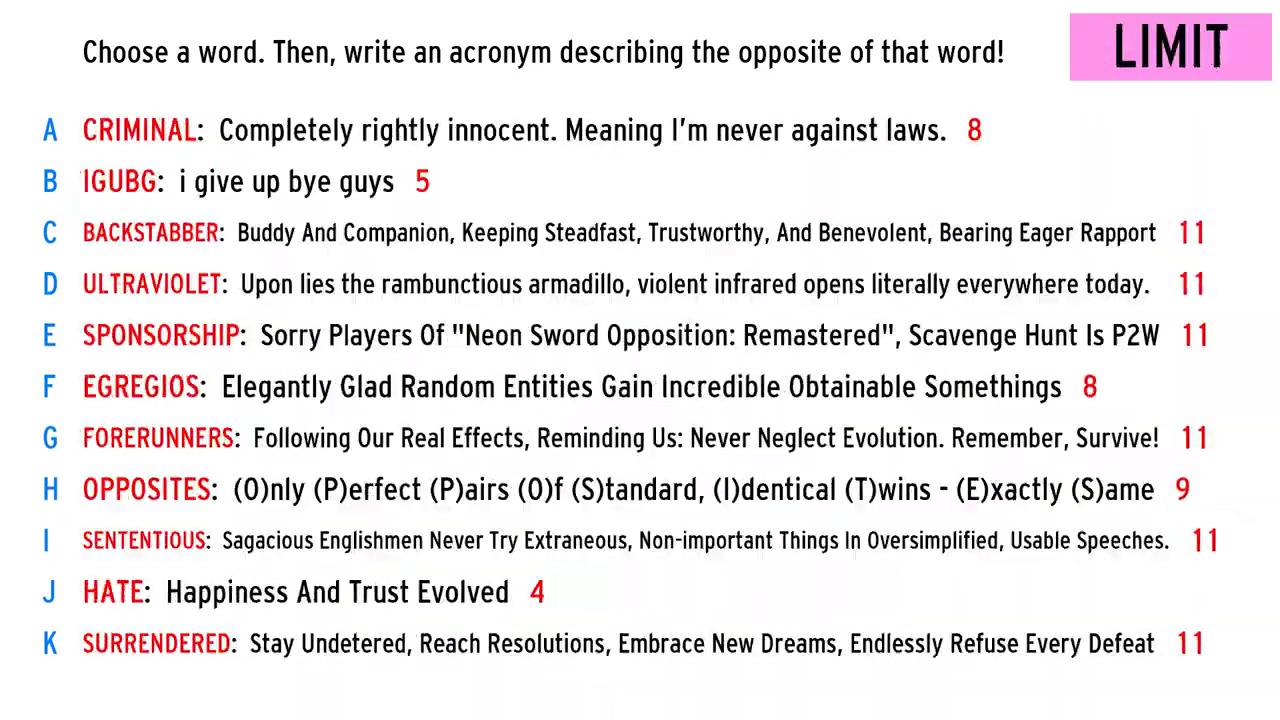 Choose a word. Then, write an acronym describing the opposite of that word!
LIMIT
A CRIMINAL: Completely rightly innocent. Meaning I'm never against laws. 8
B IGUBG: i give up bye guys 5
C BACKSTABBER: Buddy And Companion, Keeping Steadfast, Trustworthy, And Benevolent, Bearing Eager Rapport 11
D ULTRAVIOLET: Upon lies the rambunctious armadillo, violent infrared opens literally everywhere today. 11
E SPONSORSHIP: Sorry Players Of "Neon Sword Opposition: Remastered", Scavenge Hunt Is P2W 11
F EGREGIOS: Elegantly Glad Random Entities Gain Incredible Obtainable Somethings 8
G FORERUNNERS: Following Our Real Effects, Reminding Us: Never Neglect Evolution. Remember, Survive! 11
H OPPOSITES: (O)nly (P)erfect (P)airs (O)f (S)tandard, (I)dentical (T)wins - (E)xactly (S)ame 9
I SENTENTIOUS: Sagacious Englishmen Never Try Extraneous, Non-important Things In Oversimplified, Usable Speeches. 11
J HATE: Happiness And Trust Evolved 4
K SURRENDERED: Stay Undetered, Reach Resolutions, Embrace New Dreams, Endlessly Refuse Every Defeat 11